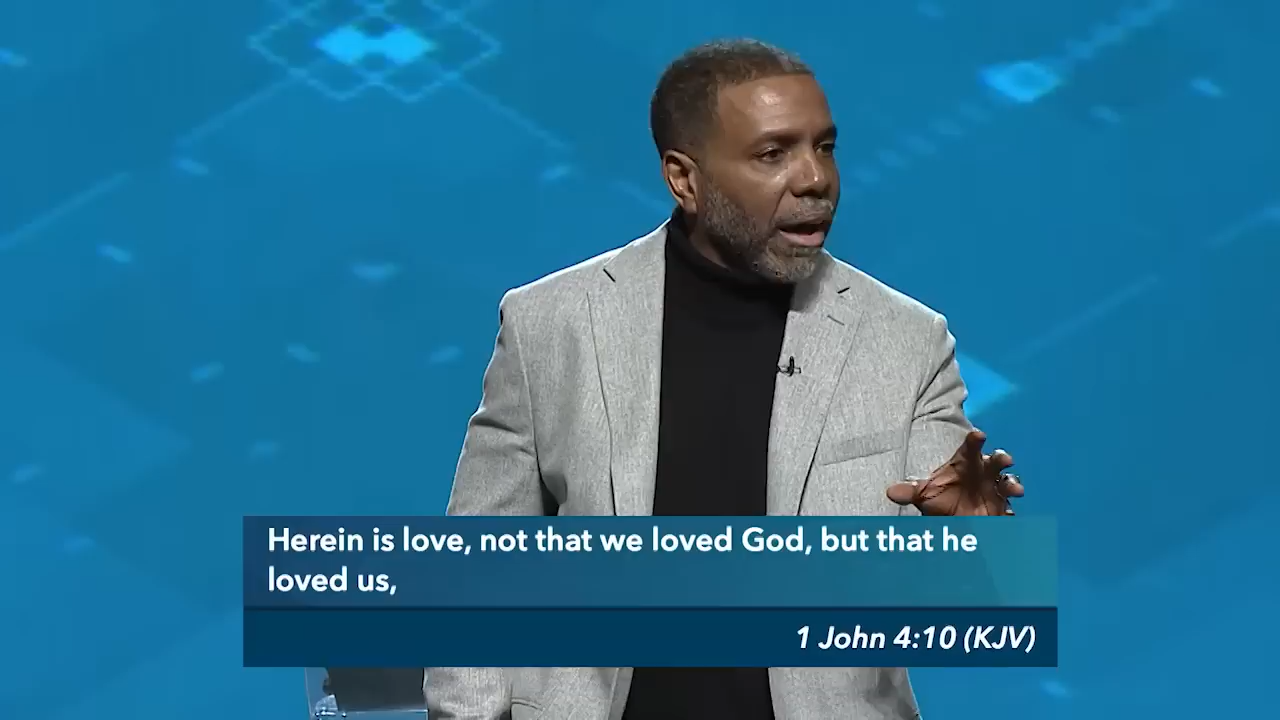 Herein is love, not that we loved God, but that he
loved us,
1 John 4:10 (KJV)